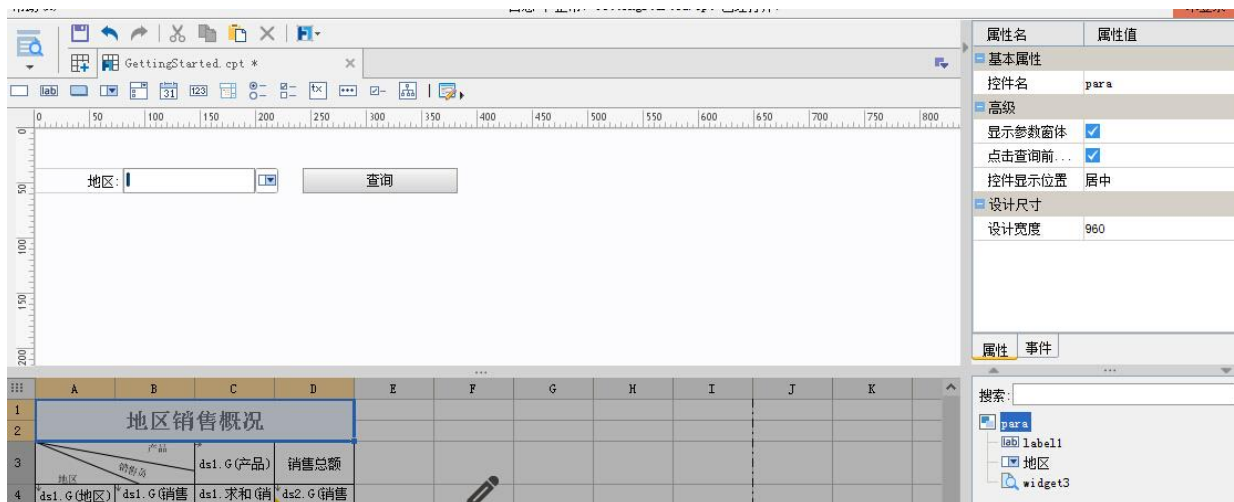 属性名 属性值
GettingStarted.cpt *
基本属性
控件名 para
高级
显示参数窗体
点击查询前...
控件显示位置 居中
设计尺寸
设计宽度 960
0 50 100 150 200 250 300 350 400 450 500 550 600 650 700 750 800
0
50
100
150
200
地区:
查询
属性 事件
搜索:
para
label1
地区
widget3
A B C D E F G H I J K
1
2
地区销售概况
3
产品
销售员
地区
ds1.G(产品) 销售总额
4 ds1.G(地区) ds1.G(销售 ds1.求和(销 ds2.G(销售